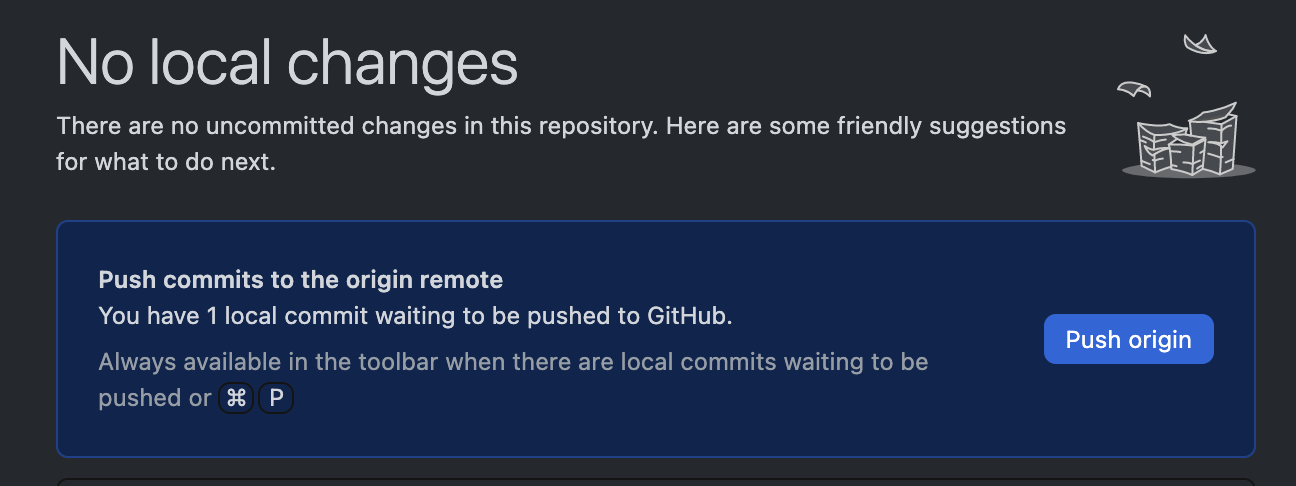 No local changes
There are no uncommitted changes in this repository. Here are some friendly suggestions
for what to do next.
Push commits to the origin remote
You have 1 local commit waiting to be pushed to GitHub.
Push origin
Always available in the toolbar when there are local commits waiting to be
pushed or ⌘ P